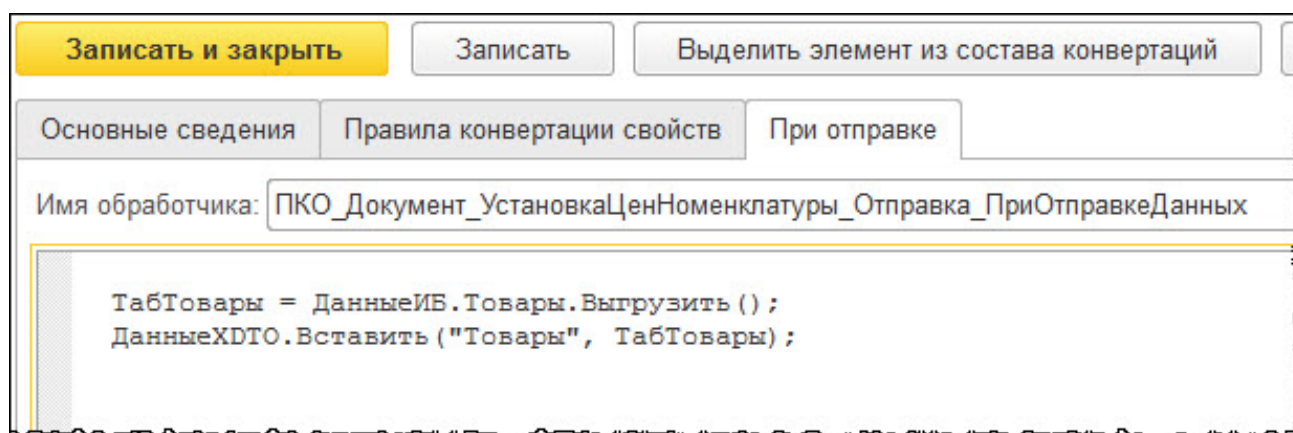 Записать и закрыть Записать Выделить элемент из состава конвертаций
Основные сведения Правила конвертации свойств При отправке
Имя обработчика: ПКО_Документ_УстановкаЦенНоменклатуры_Отправка_ПриОтправкеДанных
ТабТовары = ДанныеИБ.Товары.Выгрузить();
ДанныеXDTO.Вставить("Товары", ТабТовары);